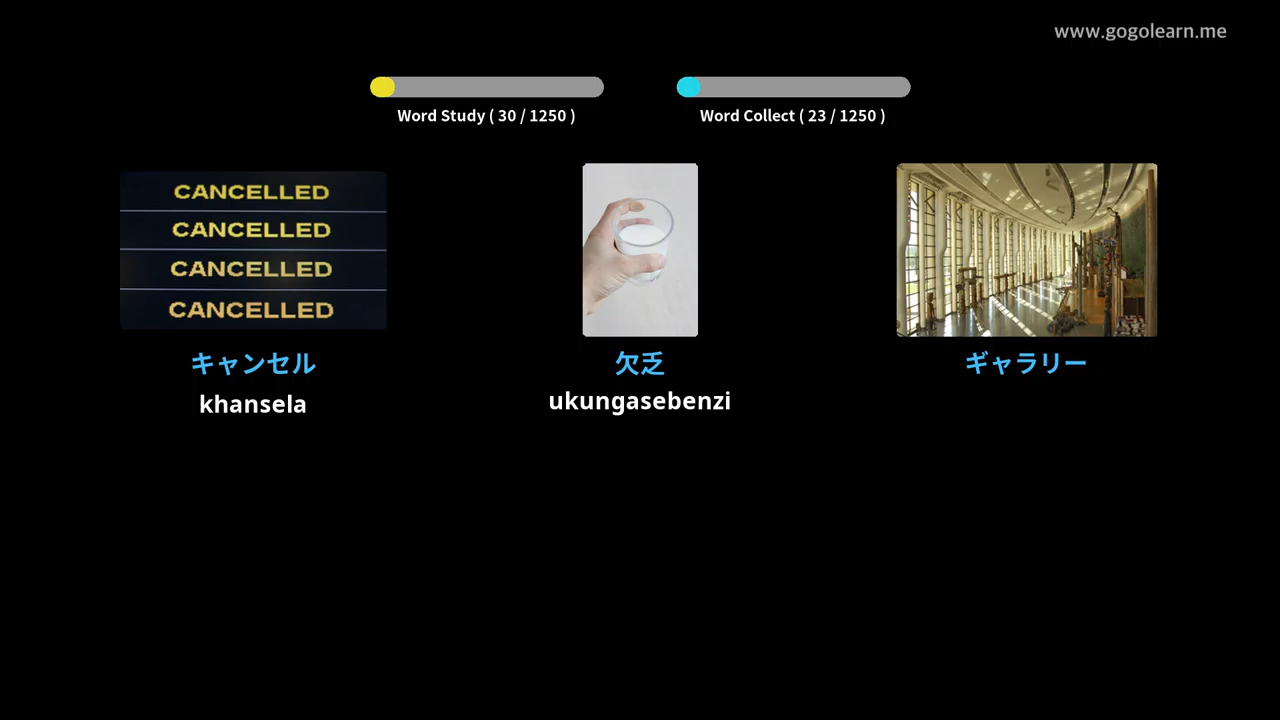 www.gogolearn.me
Word Study ( 30 / 1250 )
Word Collect ( 23 / 1250 )
CANCELLED
CANCELLED
CANCELLED
CANCELLED
キャンセル
khansela
欠乏
ukungasebenzi
ギャラリー